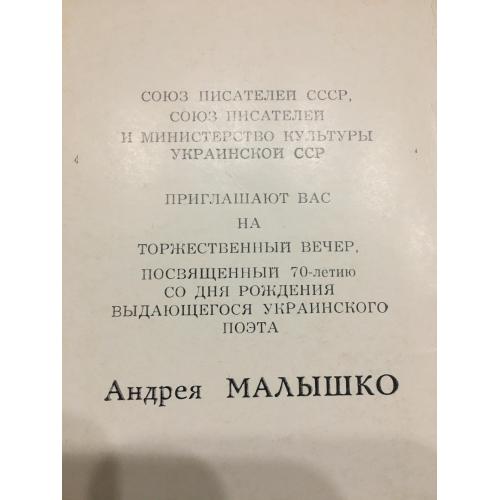 СОЮЗ ПИСАТЕЛЕЙ СССР,
СОЮЗ ПИСАТЕЛЕЙ
И МИНИСТЕРСТВО КУЛЬТУРЫ
УКРАИНСКОЙ ССР
ПРИГЛАШАЮТ ВАС
НА
ТОРЖЕСТВЕННЫЙ ВЕЧЕР,
ПОСВЯЩЕННЫЙ 70-летию
СО ДНЯ РОЖДЕНИЯ
ВЫДАЮЩЕГОСЯ УКРАИНСКОГО
ПОЭТА
Андрея МАЛЫШКО